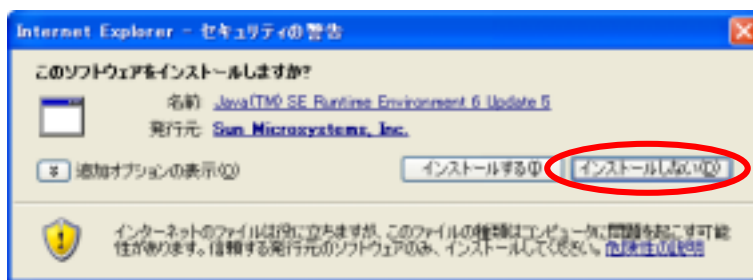 Internet Explorer - セキュリティの警告
このソフトウェアをインストールしますか?
名前: Java(TM) SE Runtime Environment 6 Update 5
発行元: Sun Microsystems, Inc.
追加オプションの表示(O)
インストールする(I)
インストールしない(D)
インターネットのファイルは役に立ちますが、このファイルの種類はコンピュータに問題を起こす可能
性があります。信頼する発行元のソフトウェアのみ、インストールしてください。危険性の説明